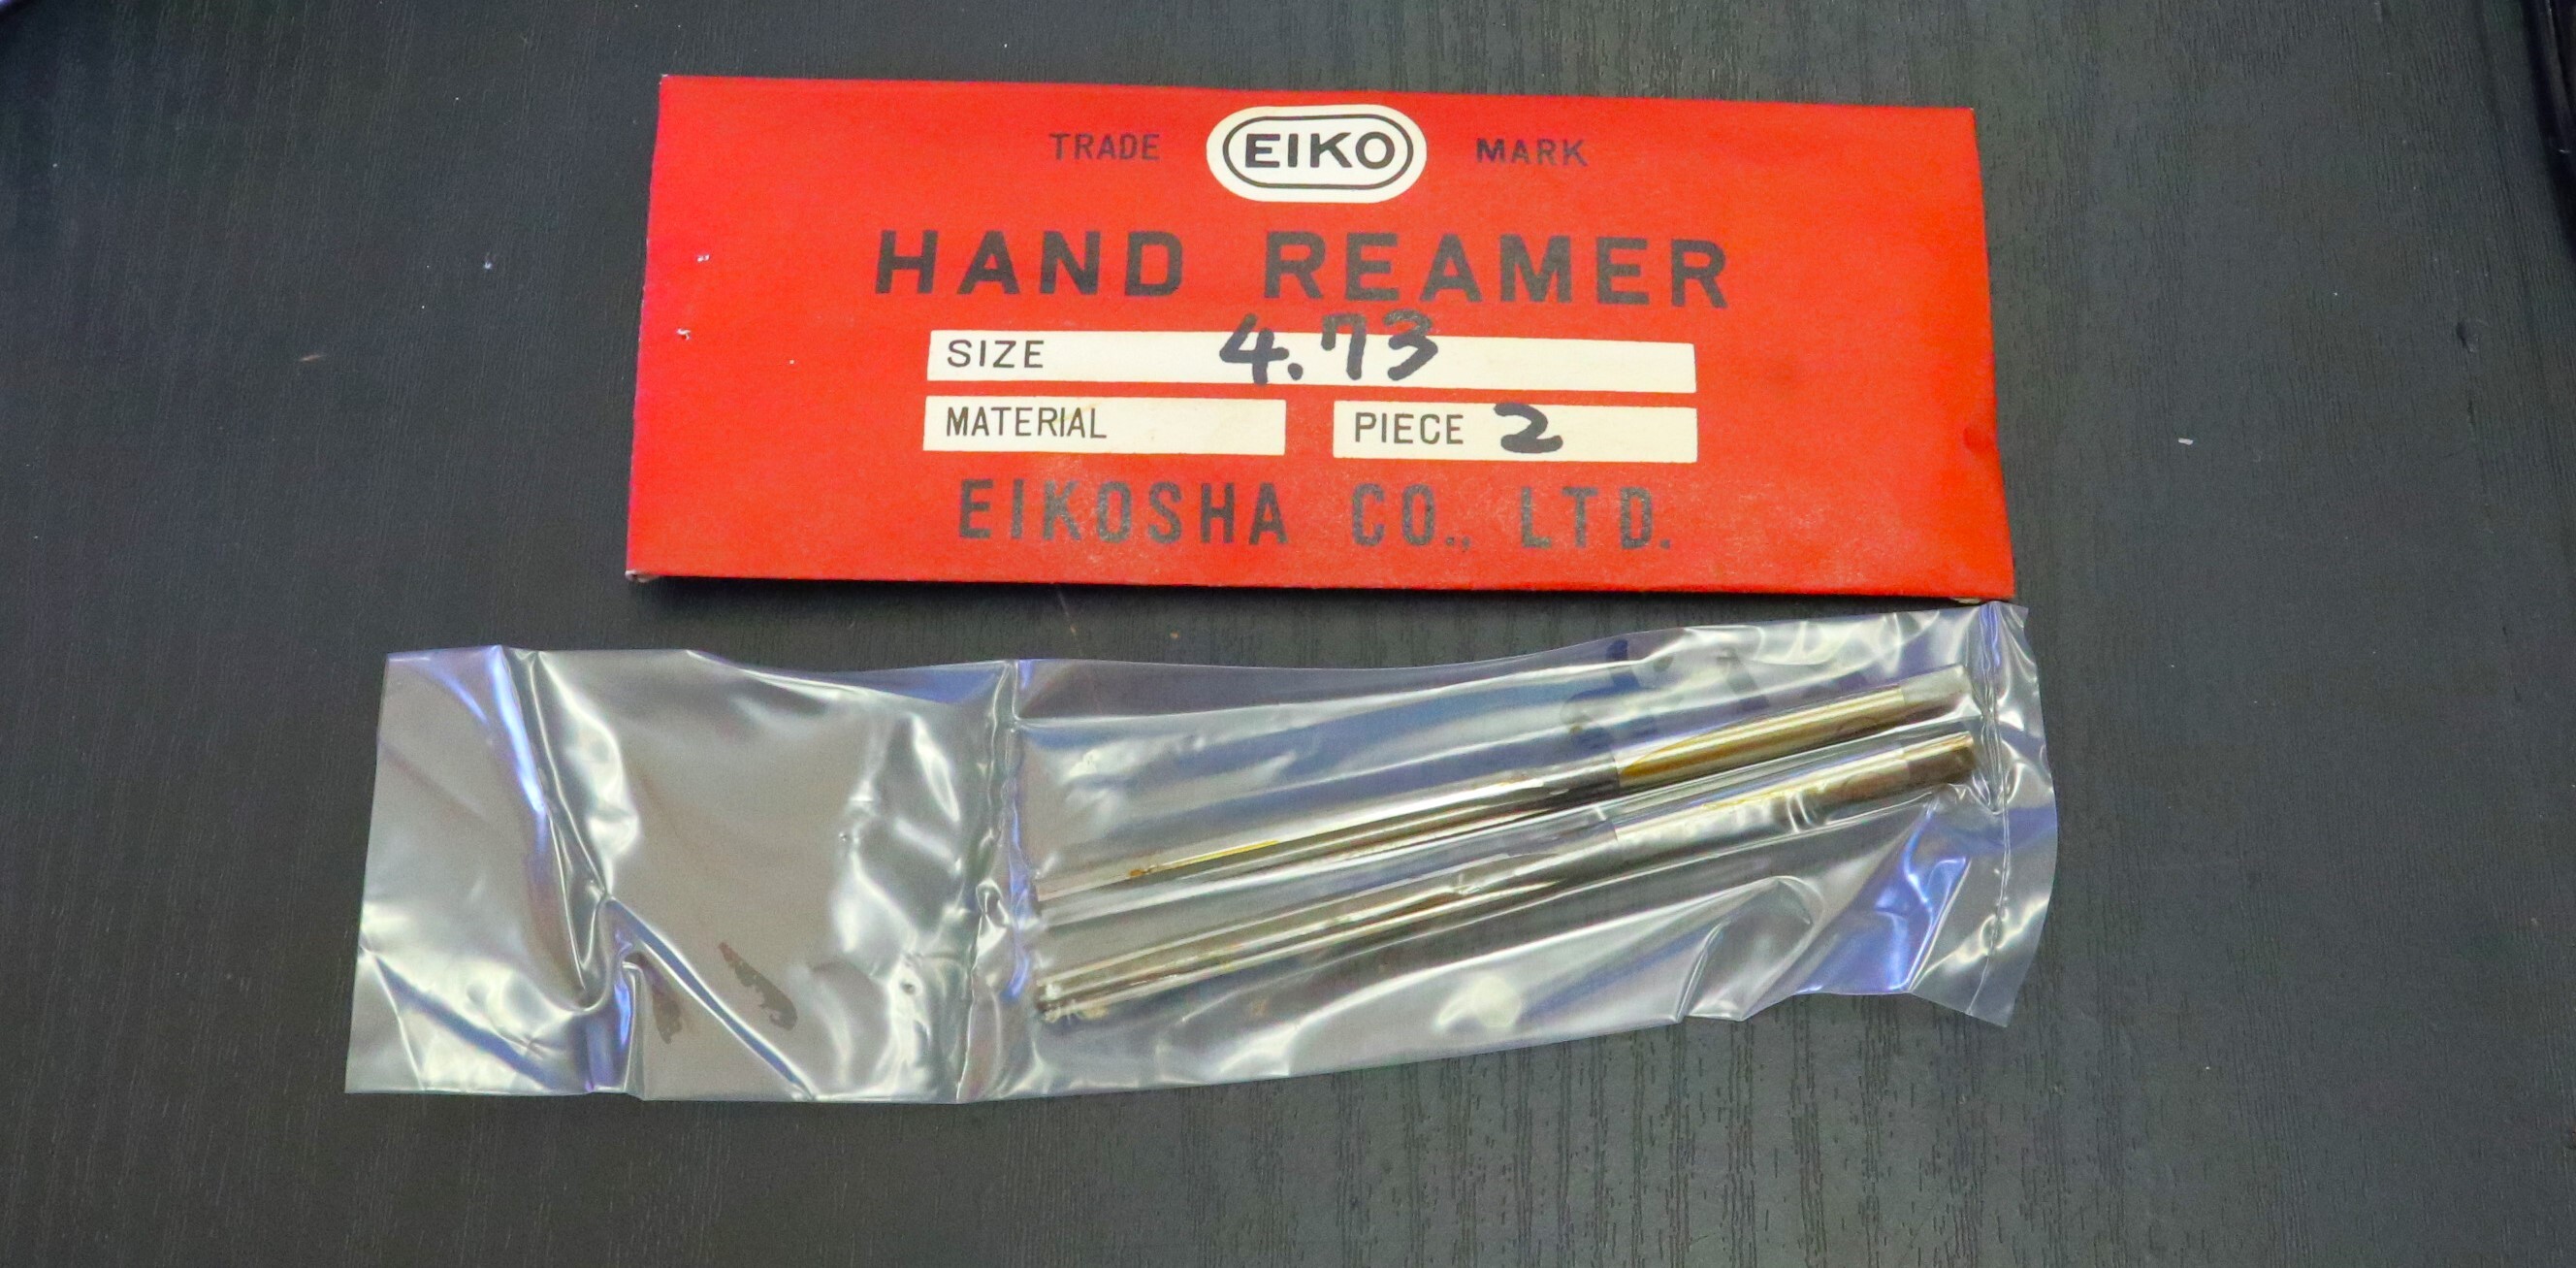 TRADE EIKO MARK
HAND REAMER
SIZE 4.73
MATERIAL PIECE 2
EIKOSHA CO., LTD.